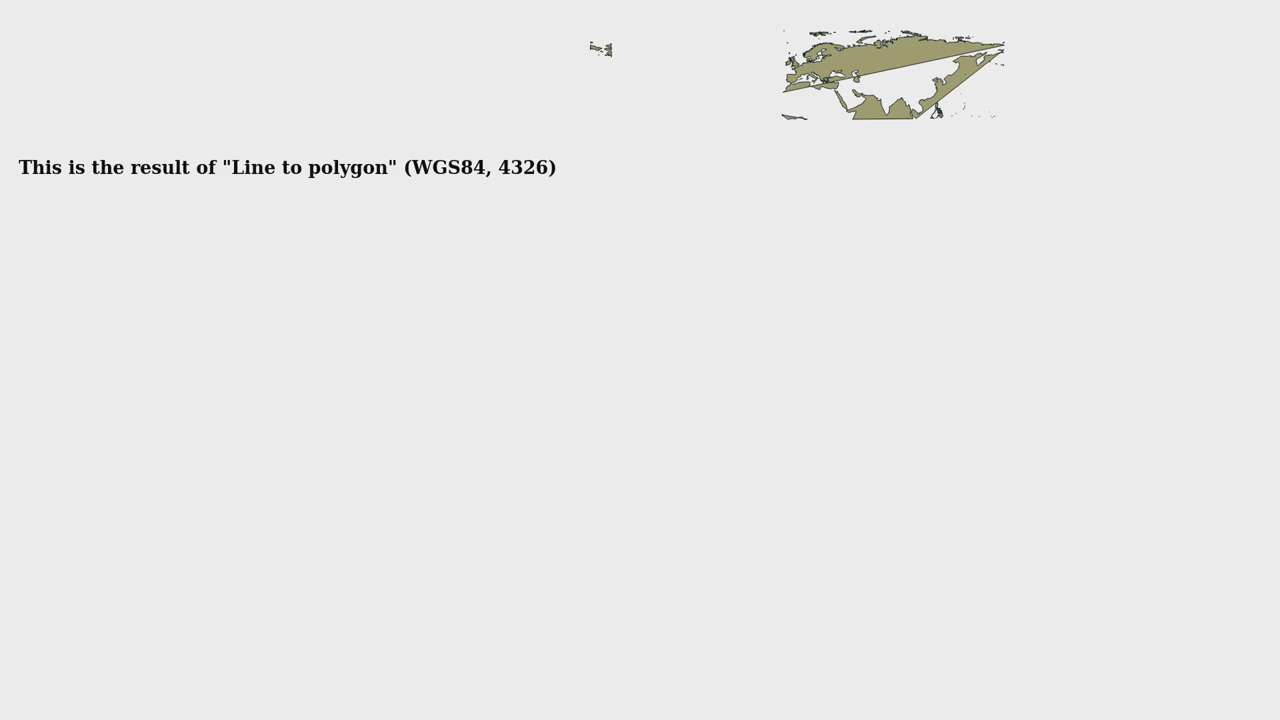 This is the result of "Line to polygon" (WGS84, 4326)